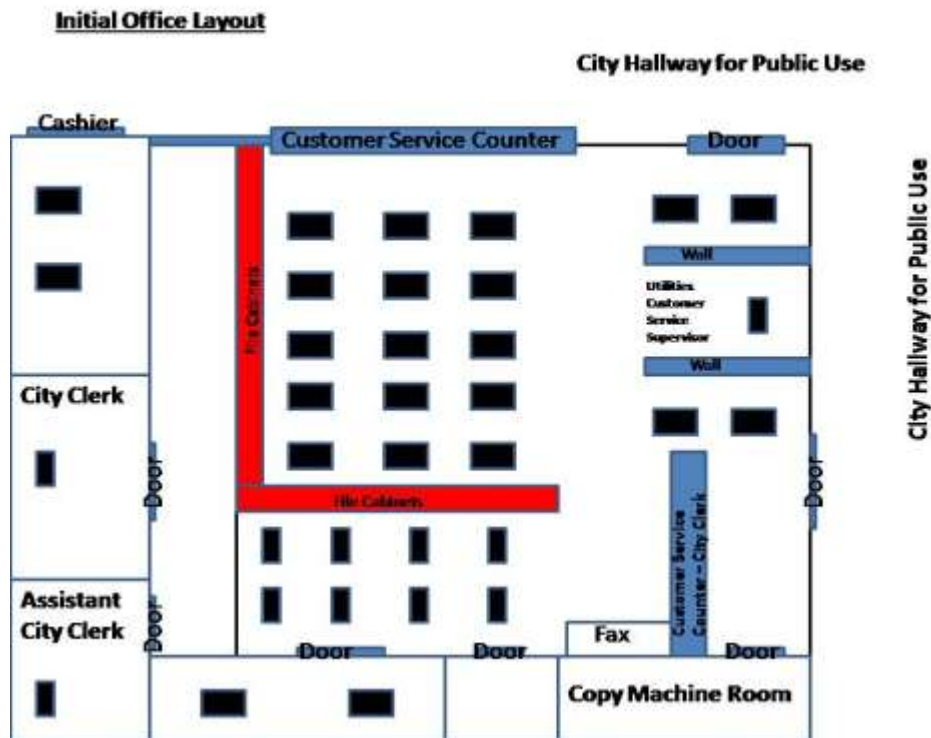 Initial Office Layout
City Hallway for Public Use
Cashier
Customer Service Counter
Door
City Hallway for Public Use
Wall
File Cabinets
Utilities
Customer
Service
Supervisor
Wall
City Clerk
Door
Door
File Cabinets
Customer Service
Counter – City Clerk
Assistant
City Clerk
Door
Fax
Door
Door
Door
Copy Machine Room